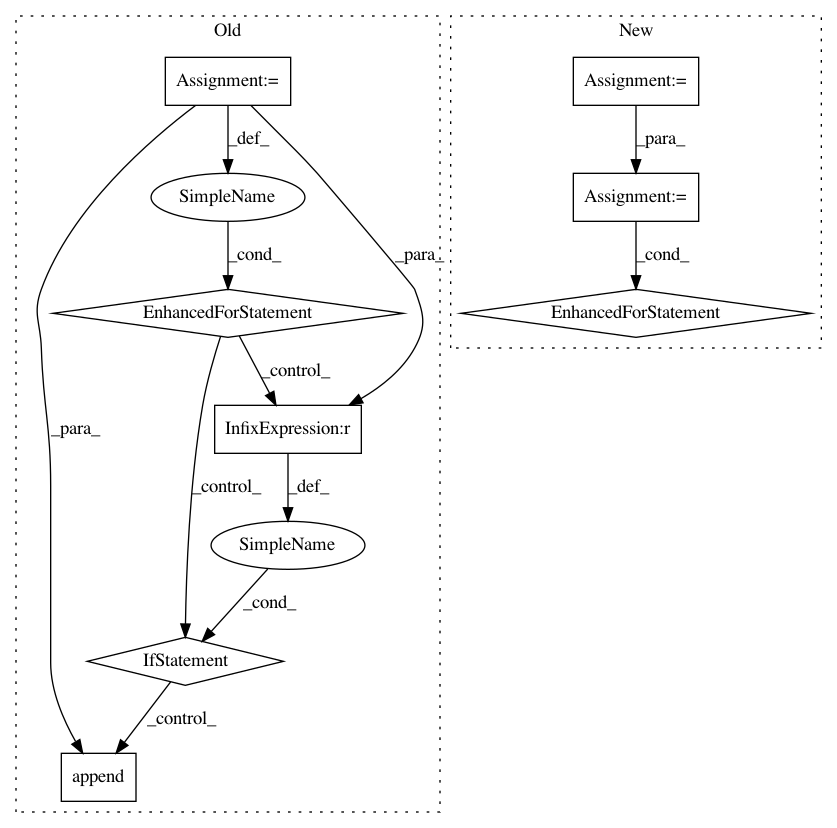 Old
New
Assignment:=
Assignment:=
_def_
_para_
SimpleName
Assignment:=
_cond_
_para_
_cond_
EnhancedForStatement
EnhancedForStatement
_control_
_para_
InfixExpression:r
_control_
_def_
SimpleName
_cond_
IfStatement
_control_
append